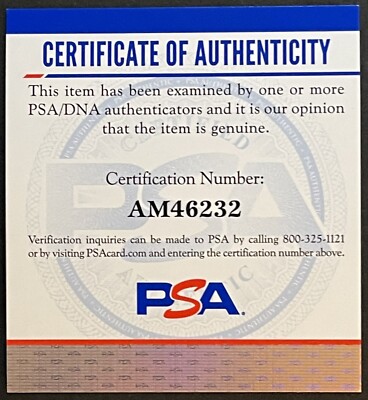 CERTIFICATE OF AUTHENTICITY
This item has been examined by one or more
PSA/DNA authenticators and it is our opinion
that the item is genuine.
Certification Number:
AM46232
Verification inquiries can be made to PSA by calling 800-325-1121
or by visiting PSAcard.com and entering the certification number above.
PSA